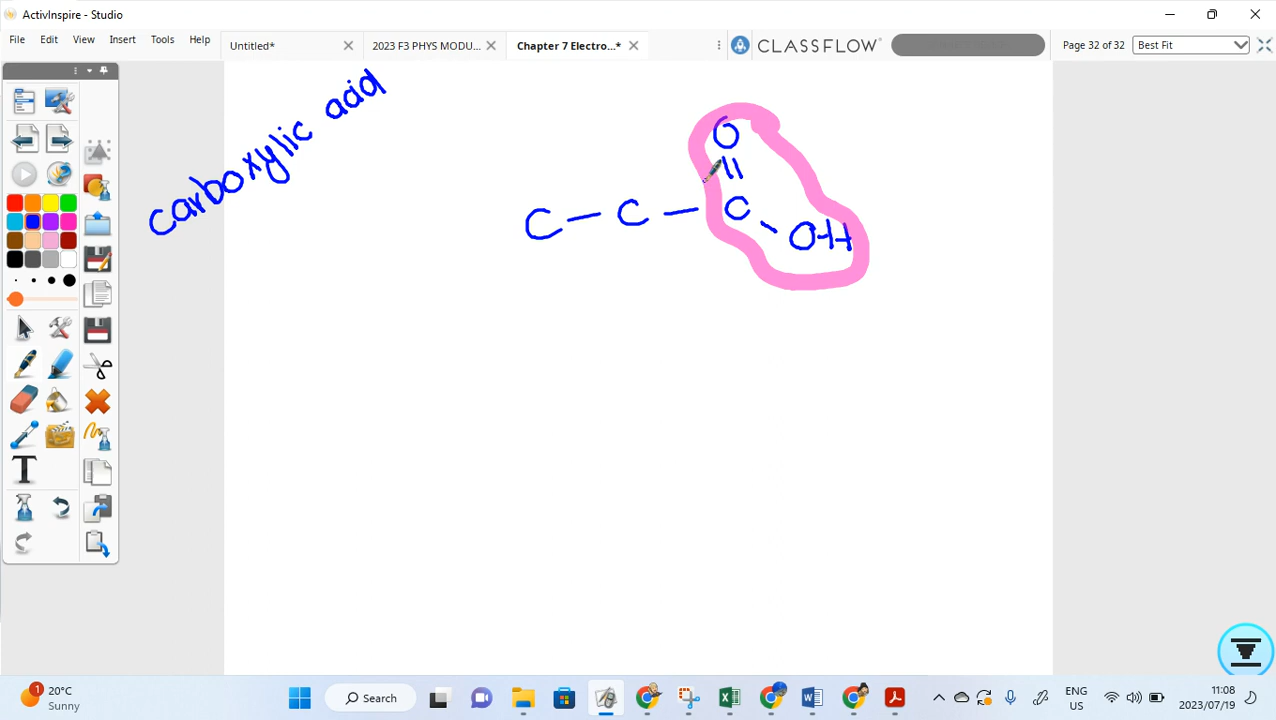 ActivInspire - Studio
File Edit View Insert Tools Help
Untitled*
2023 F3 PHYS MODU...
Chapter 7 Electro...*
CLASSFLOW
Page 32 of 32
Best Fit
carboxylic acid
O
C - C - C
OH
T
1
20°C
Sunny
Search
ENG
US
11:08
2023/07/19